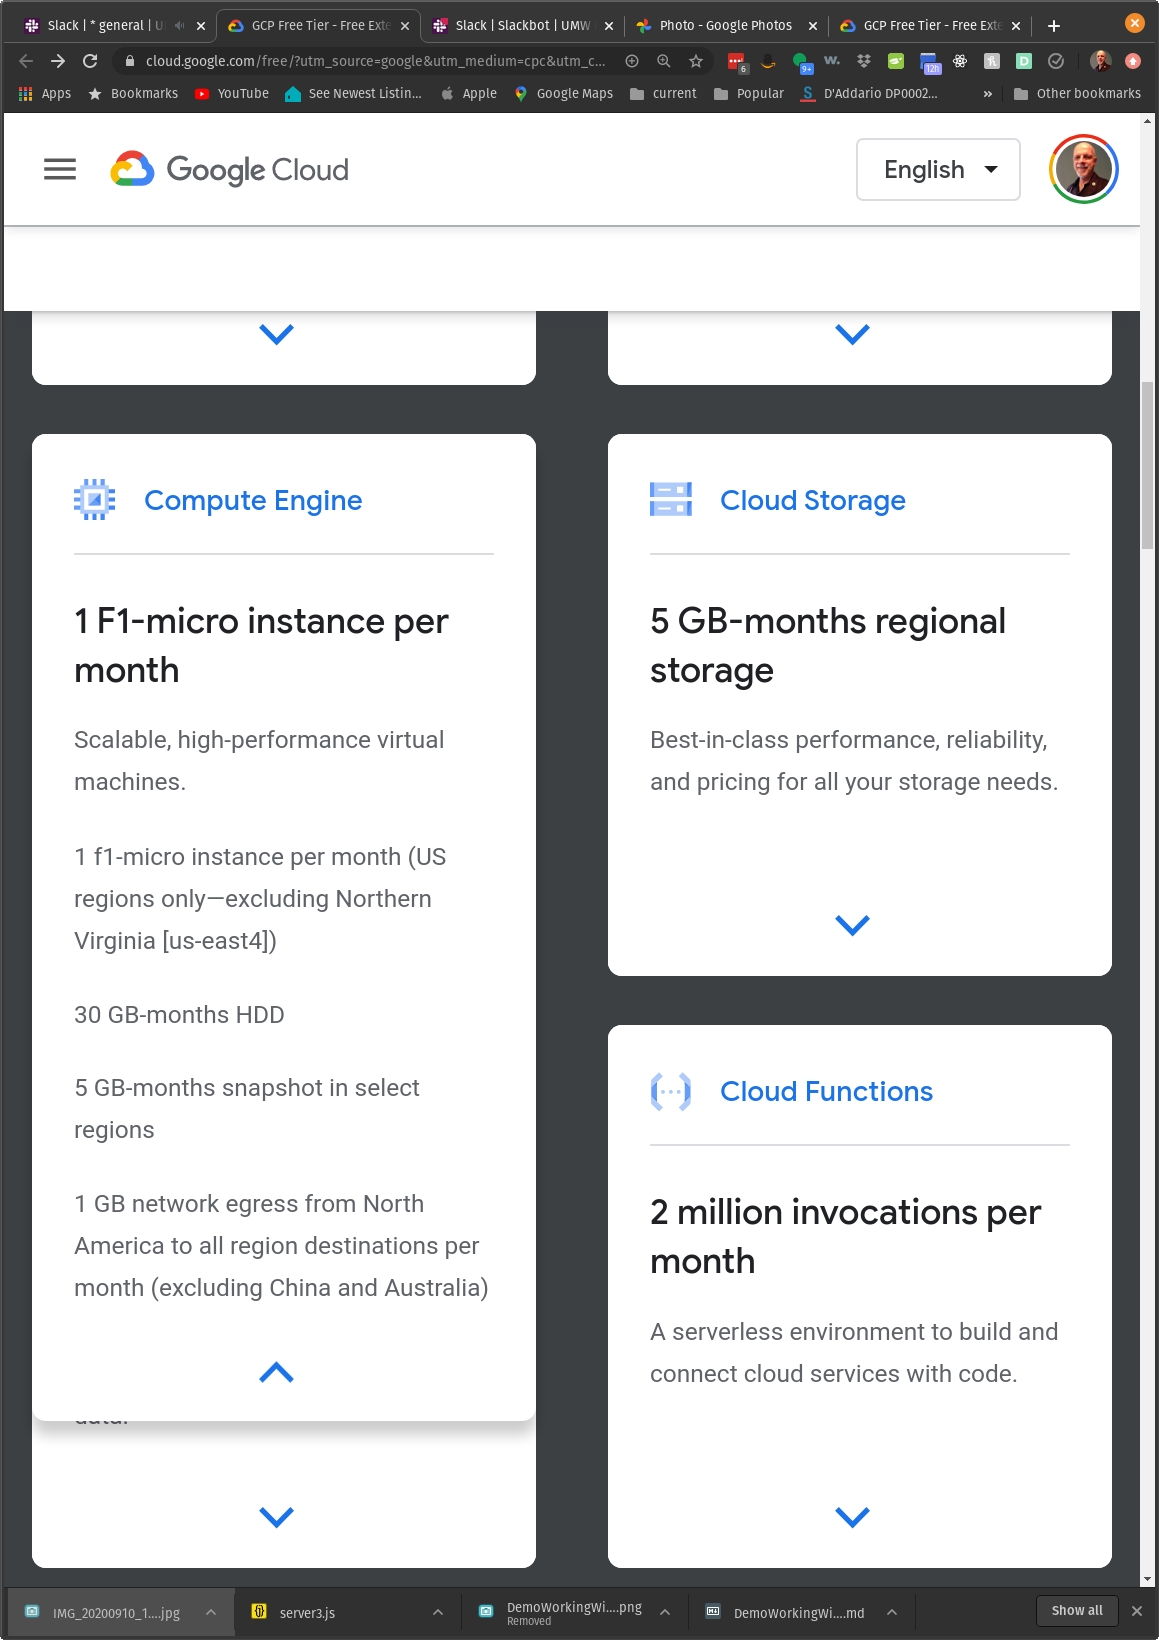 Slack | * general | U
GCP Free Tier - Free Exte
Slack | Slackbot | UMW
Photo - Google Photos
GCP Free Tier - Free Exte
cloud.google.com/free/?utm_source=google&utm_medium=cpc&utm_c...
6
9+
w.
12h
D
Apps
Bookmarks
YouTube
See Newest Listin...
Apple
Google Maps
current
Popular
D'Addario DP0002...
»
Other bookmarks
Google Cloud
English
Compute Engine
1 F1-micro instance per
month
Scalable, high-performance virtual
machines.
1 f1-micro instance per month (US
regions only—excluding Northern
Virginia [us-east4])
30 GB-months HDD
5 GB-months snapshot in select
regions
1 GB network egress from North
America to all region destinations per
month (excluding China and Australia)
data.
Cloud Storage
5 GB-months regional
storage
Best-in-class performance, reliability,
and pricing for all your storage needs.
Cloud Functions
2 million invocations per
month
A serverless environment to build and
connect cloud services with code.
IMG_20200910_1....jpg
server3.js
DemoWorkingWi....png
Removed
DemoWorkingWi....md
Show all